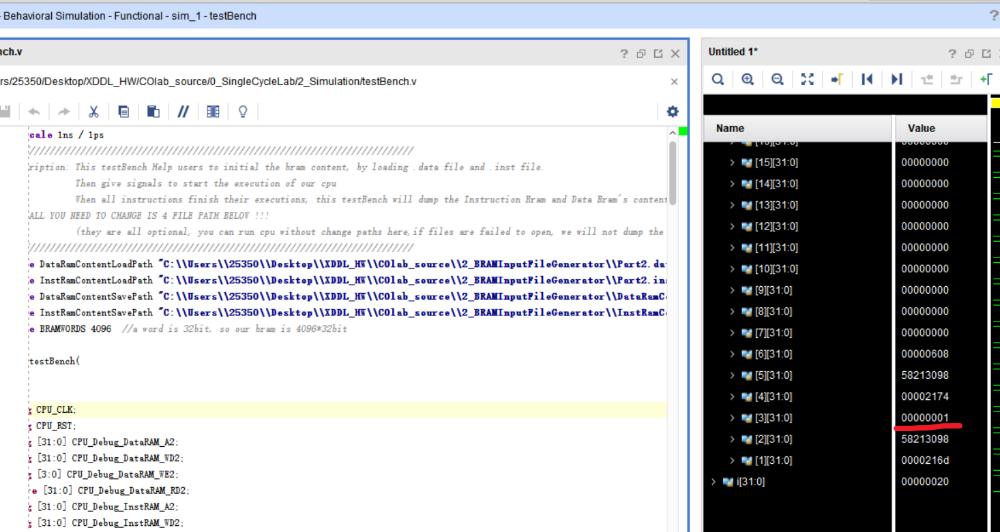 - Behavioral Simulation - Functional - sim_1 - testBench
?
nch.v
?
rs/25350/Desktop/XDDL_HW/COlab_source/0_SingleCycleLab/2_Simulation/testBench.v
cale 1ns / 1ps
////////////////////////////////////////////////////////////////////////////////
ription: This testBench Help users to initial the bram content, by loading .data file and .inst file.
Then give signals to start the execution of our cpu
When all instructions finish their executions, this testBench will dump the Instruction Bram and Data Bram's content
ALL YOU NEED TO CHANGE IS 4 FILE PATH BELOW !!!
(they are all optional, you can run cpu without change paths here,if files are failed to open, we will not dump the
////////////////////////////////////////////////////////////////////////////////
e DataRamContentLoadPath "C:\\Users\\25350\\Desktop\\XDDL_HW\\COlab_source\\2_BRAMInputFileGenerator\\Part2.da
e InstRamContentLoadPath "C:\\Users\\25350\\Desktop\\XDDL_HW\\COlab_source\\2_BRAMInputFileGenerator\\Part2.ins
e DataRamContentSavePath "C:\\Users\\25350\\Desktop\\XDDL_HW\\COlab_source\\2_BRAMInputFileGenerator\\DataRamC
e InstRamContentSavePath "C:\\Users\\25350\\Desktop\\XDDL_HW\\COlab_source\\2_BRAMInputFileGenerator\\InstRamC
e BRAMWORDS 4096 //a word is 32bit, so our bram is 4096*32bit
testBench(
g CPU_CLK;
g CPU_RST;
g [31:0] CPU_Debug_DataRAM_A2;
g [31:0] CPU_Debug_DataRAM_WD2;
g [3:0] CPU_Debug_DataRAM_WE2;
e [31:0] CPU_Debug_DataRAM_RD2;
g [31:0] CPU_Debug_InstRAM_A2;
g [31:0] CPU_Debug_InstRAM_WD2;
Untitled 1*
?
Name Value
[15][31:0] 00000000
[14][31:0] 00000000
[13][31:0] 00000000
[12][31:0] 00000000
[11][31:0] 00000000
[10][31:0] 00000000
[9][31:0] 00000000
[8][31:0] 00000000
[7][31:0] 00000000
[6][31:0] 00000608
[5][31:0] 58213098
[4][31:0] 00002174
[3][31:0] 00000001
[2][31:0] 58213098
[1][31:0] 0000216d
i[31:0] 00000020